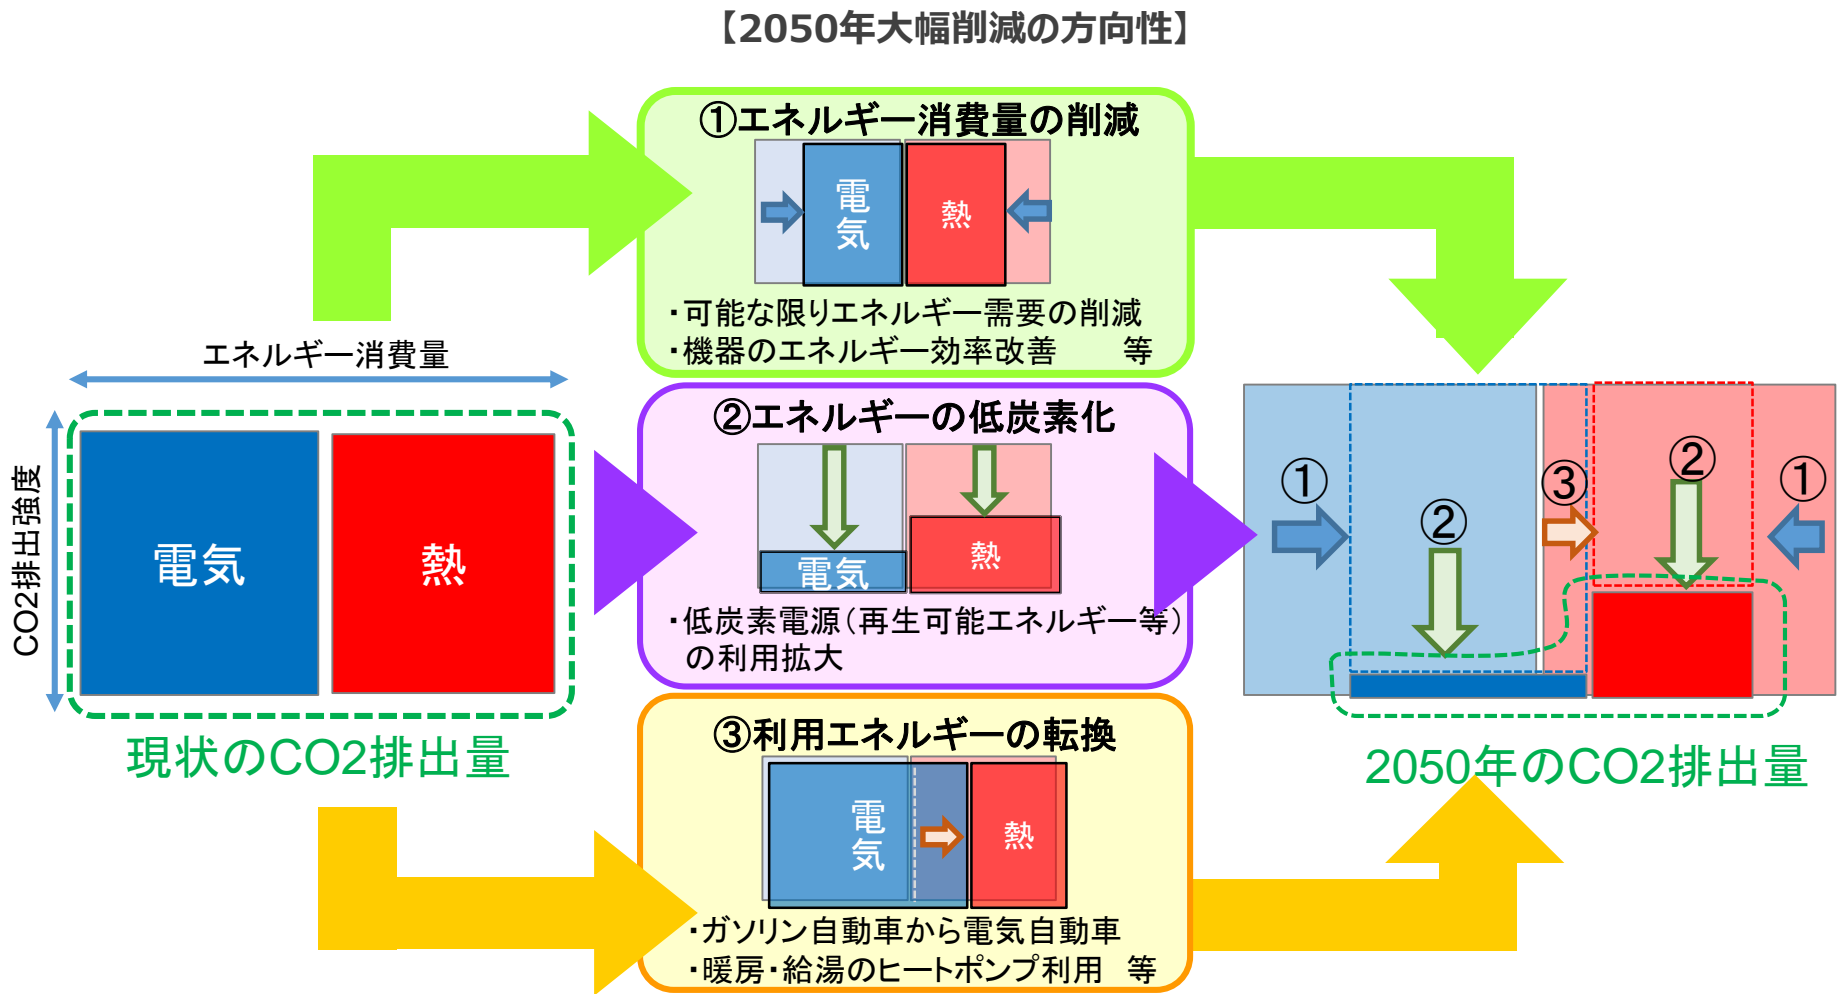 【2050年大幅削減の方向性】
エネルギー消費量
CO2排出強度
電気
熱
現状のCO2排出量
①エネルギー消費量の削減
電気
熱
・可能な限りエネルギー需要の削減
・機器のエネルギー効率改善　　等
②エネルギーの低炭素化
電気
熱
・低炭素電源（再生可能エネルギー等）
の利用拡大
③利用エネルギーの転換
電気
熱
・ガソリン自動車から電気自動車
・暖房・給湯のヒートポンプ利用　等
①
②
③
②
①
2050年のCO2排出量